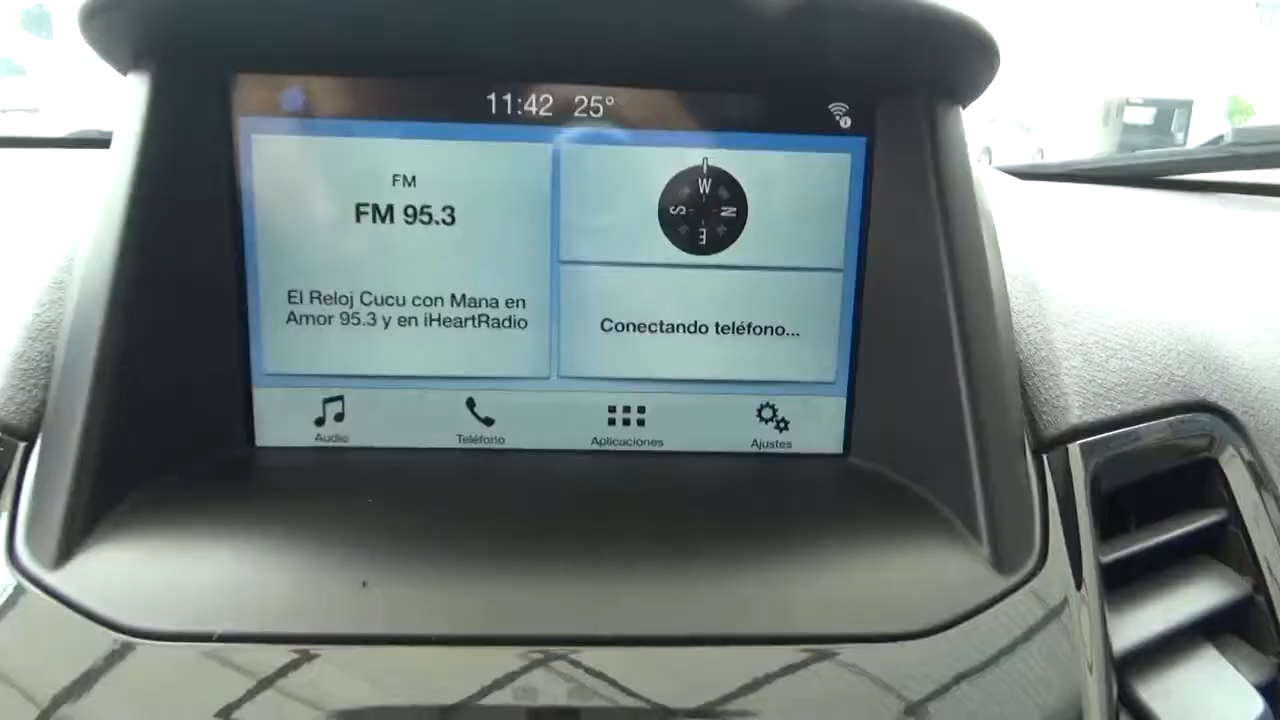 11:42 25°
FM
FM 95.3
El Reloj Cucu con Mana en
Amor 95.3 y en iHeartRadio
W
S
N
E
Conectando teléfono...
Audio
Teléfono
Aplicaciones
Ajustes